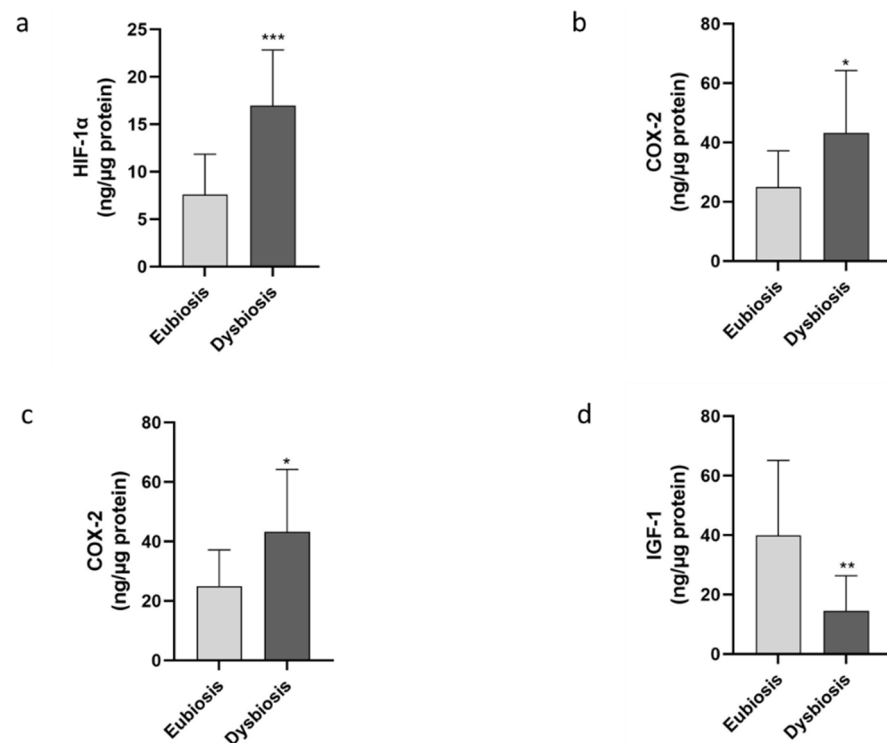 a
HIF-1α
(ng/µg protein)
25
20
15
10
5
0
***
Eubiosis
Dysbiosis
b
COX-2
(ng/µg protein)
80
60
40
20
0
*
Eubiosis
Dysbiosis
c
COX-2
(ng/µg protein)
80
60
40
20
0
*
Eubiosis
Dysbiosis
d
IGF-1
(ng/µg protein)
80
60
40
20
0
**
Eubiosis
Dysbiosis